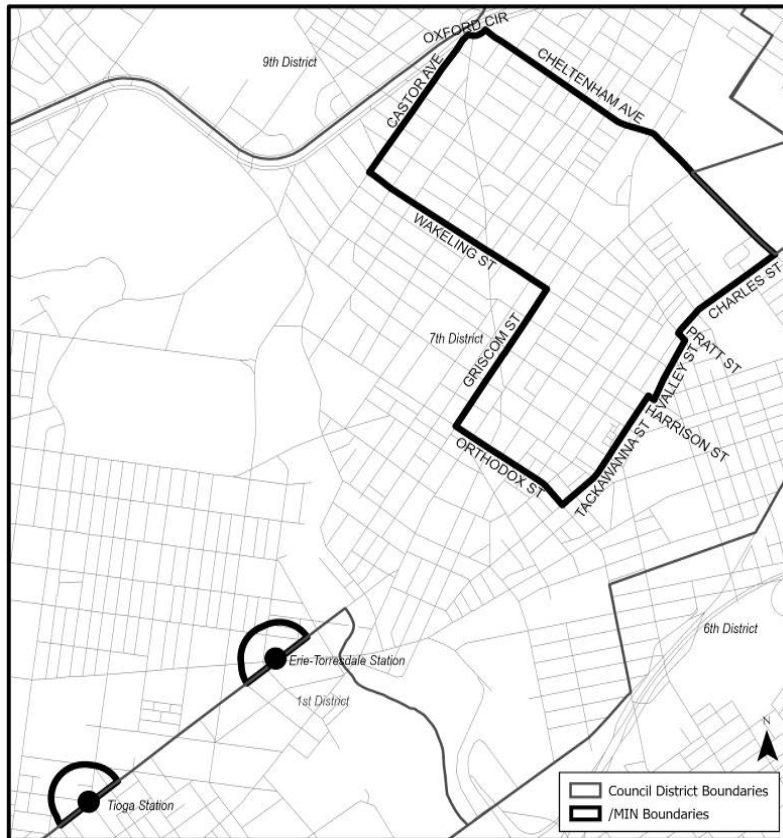 OXFORD CIR
9th District
CASTOR AVE
CHELTENHAM AVE
WAKELING ST
CHARLES ST
7th District
GRISCOM ST
PRATT ST
VALLEY ST
HARRISON ST
TACKAWANNA ST
ORTHODOX ST
6th District
Erie-Torresdale Station
1st District
N
Tioga Station
Council District Boundaries
/MIN Boundaries